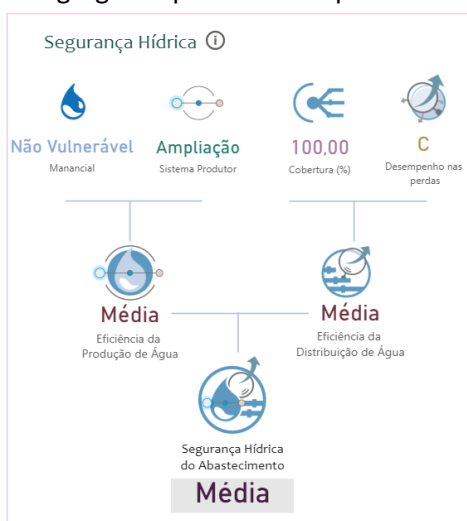 Segurança Hídrica
Não Vulnerável
Manancial
Ampliação
Sistema Produtor
100,00
Cobertura (%)
C
Desempenho nas
perdas
Média
Eficiência da
Produção de Água
Média
Eficiência da
Distribuição de Água
Segurança Hídrica
do Abastecimento
Média